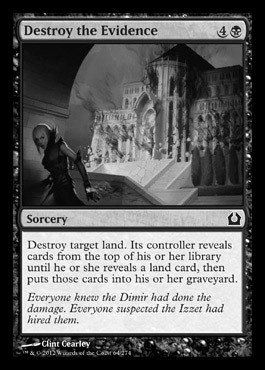 Destroy the Evidence 4
Sorcery
Destroy target land. Its controller reveals
cards from the top of his or her library
until he or she reveals a land card, then
puts those cards into his or her graveyard.
Everyone knew the Dimir had done the
damage. Everyone suspected the Izzet had
hired them.
Clint Cearley
™ & © 2012 Wizards of the Coast 64/274